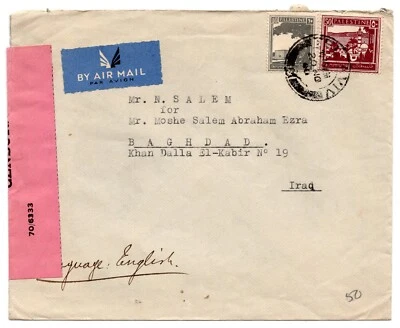 BY AIR MAIL
PAR AVION
PALESTINE
PALESTINE
Mr. N. SALEM
for
Mr. Moshe Salem Abraham Ezra
BAGHDAD.
Khan Dalla El-Kabir Nº 19
Iraq
70/6333
Language: English.
50